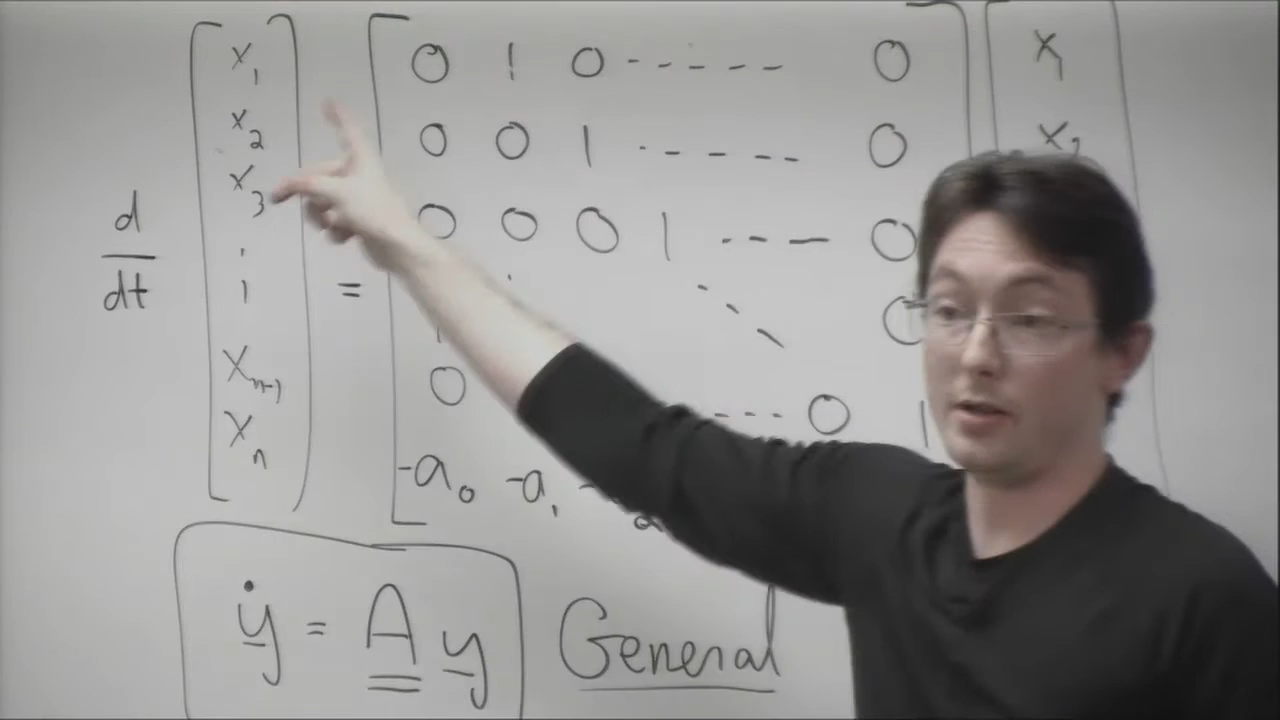 x₁ 0 1 0 - - - - - 0 x₁
x₂ 0 0 1 - - - - - 0 x₂
x₃ 0 0 0 1 - - - 0
d/dt = 0
xₙ₋₁ 0 - - - 0 1
xₙ -a₀ -a₁
ẏ = A y General